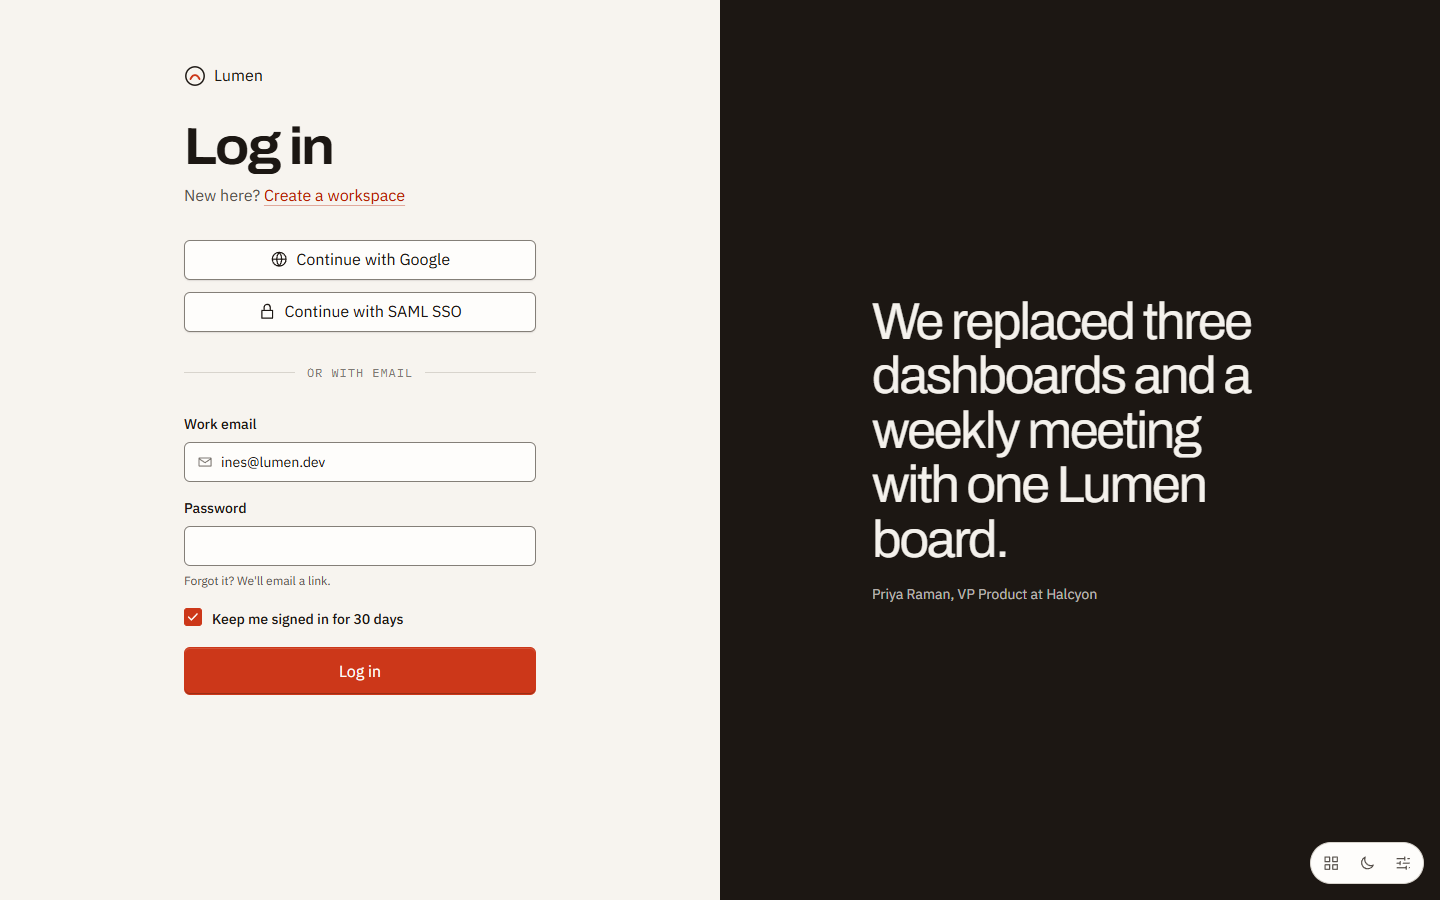 Lumen
Log in
New here? Create a workspace
Continue with Google
Continue with SAML SSO
OR WITH EMAIL
Work email
ines@lumen.dev
Password
Forgot it? We'll email a link.
Keep me signed in for 30 days
Log in
We replaced three
dashboards and a
weekly meeting
with one Lumen
board.
Priya Raman, VP Product at Halcyon